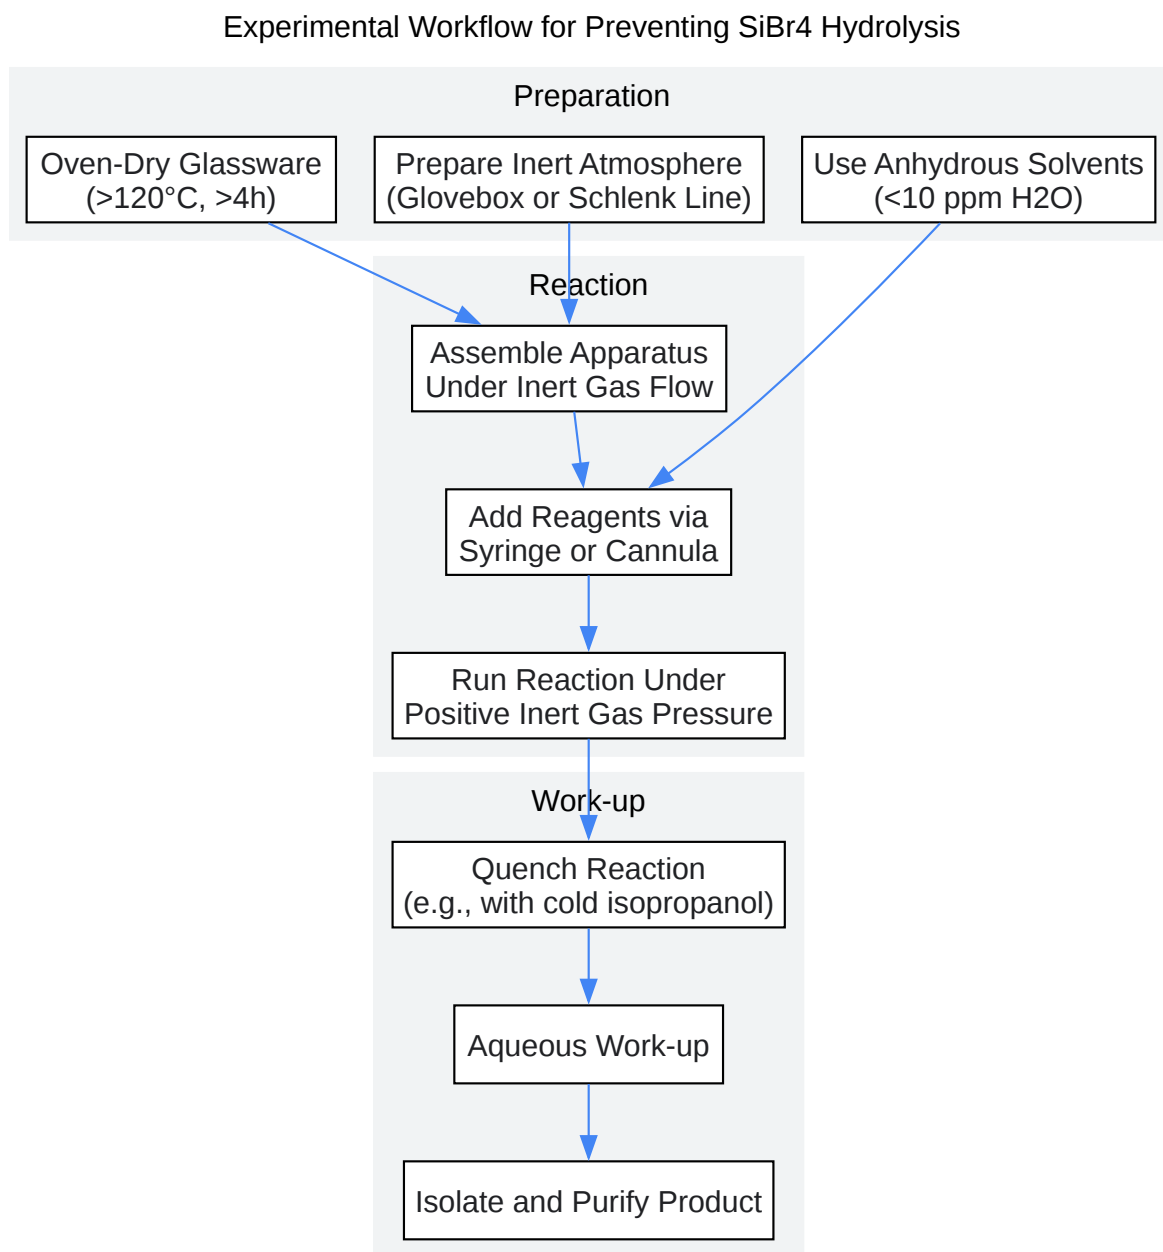 Experimental Workflow for Preventing SiBr4 Hydrolysis
Preparation
Oven-Dry Glassware
(>120°C, >4h)
Prepare Inert Atmosphere
(Glovebox or Schlenk Line)
Use Anhydrous Solvents
(<10 ppm H2O)
Reaction
Assemble Apparatus
Under Inert Gas Flow
Add Reagents via
Syringe or Cannula
Run Reaction Under
Positive Inert Gas Pressure
Work-up
Quench Reaction
(e.g., with cold isopropanol)
Aqueous Work-up
Isolate and Purify Product